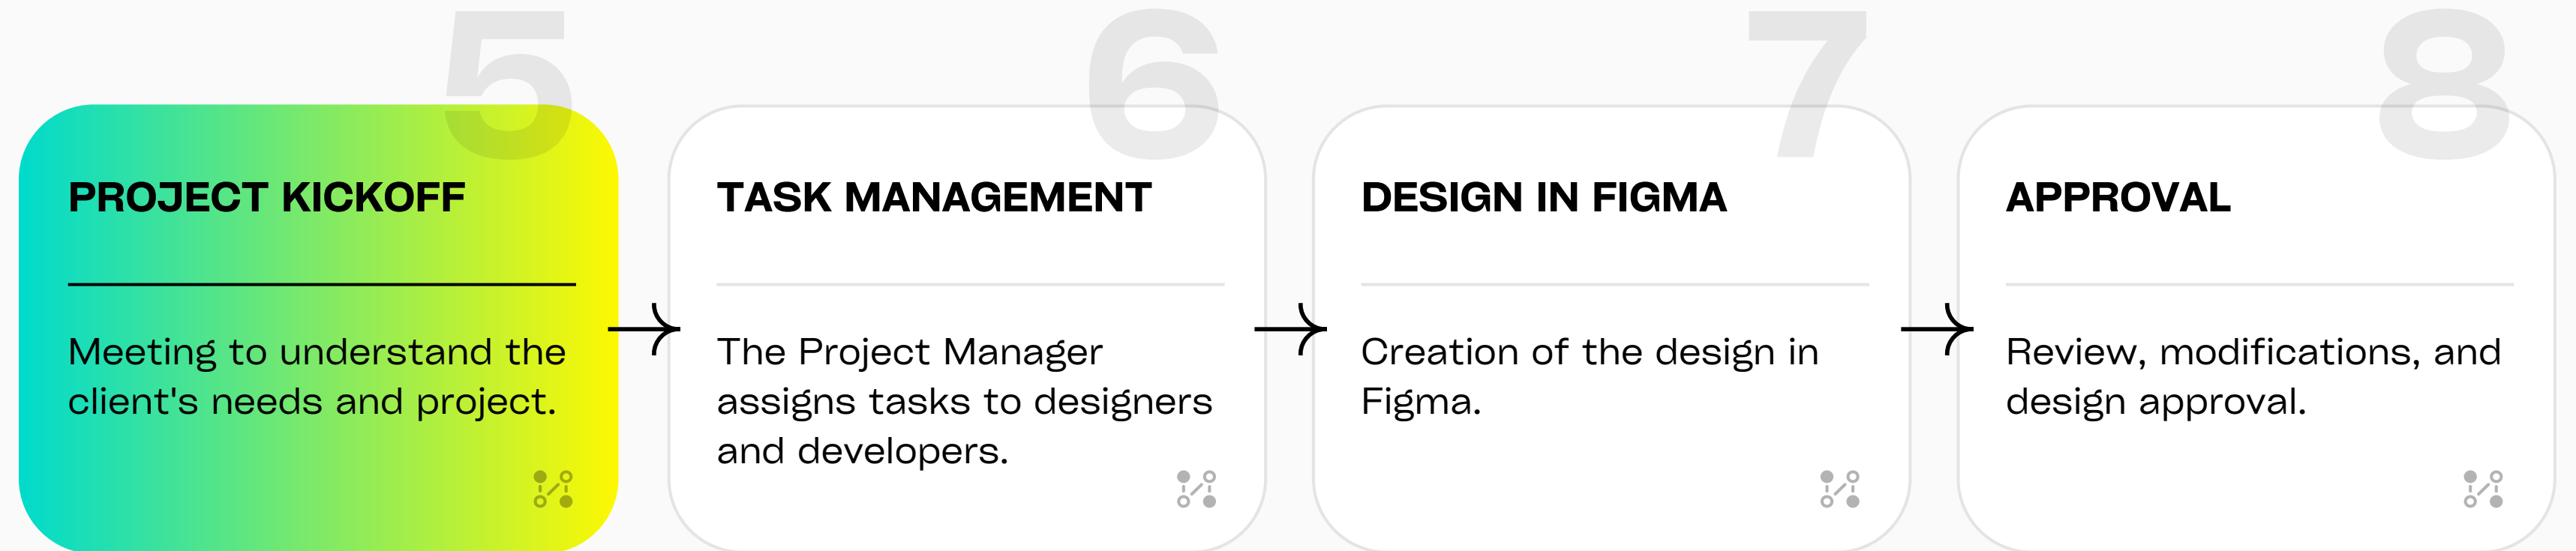 5
PROJECT KICKOFF
Meeting to understand the
client's needs and project.
6
TASK MANAGEMENT
The Project Manager
assigns tasks to designers
and developers.
7
DESIGN IN FIGMA
Creation of the design in
Figma.
8
APPROVAL
Review, modifications, and
design approval.